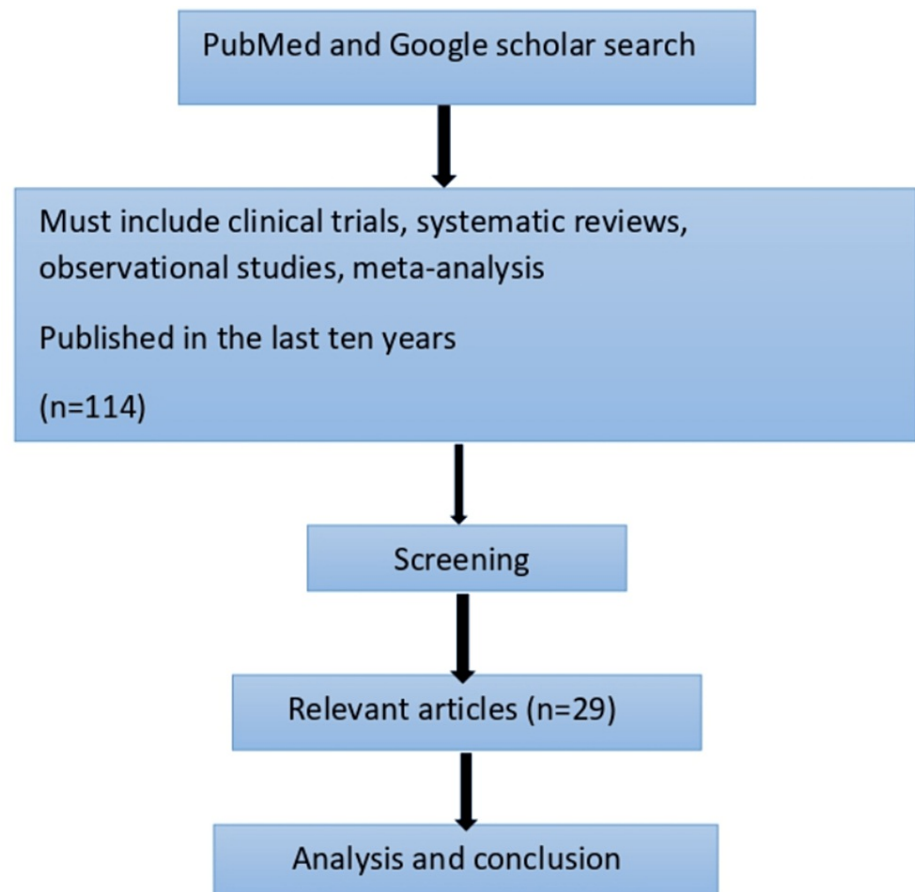 PubMed and Google scholar search
Must include clinical trials, systematic reviews,
observational studies, meta-analysis
Published in the last ten years
(n=114)
Screening
Relevant articles (n=29)
Analysis and conclusion